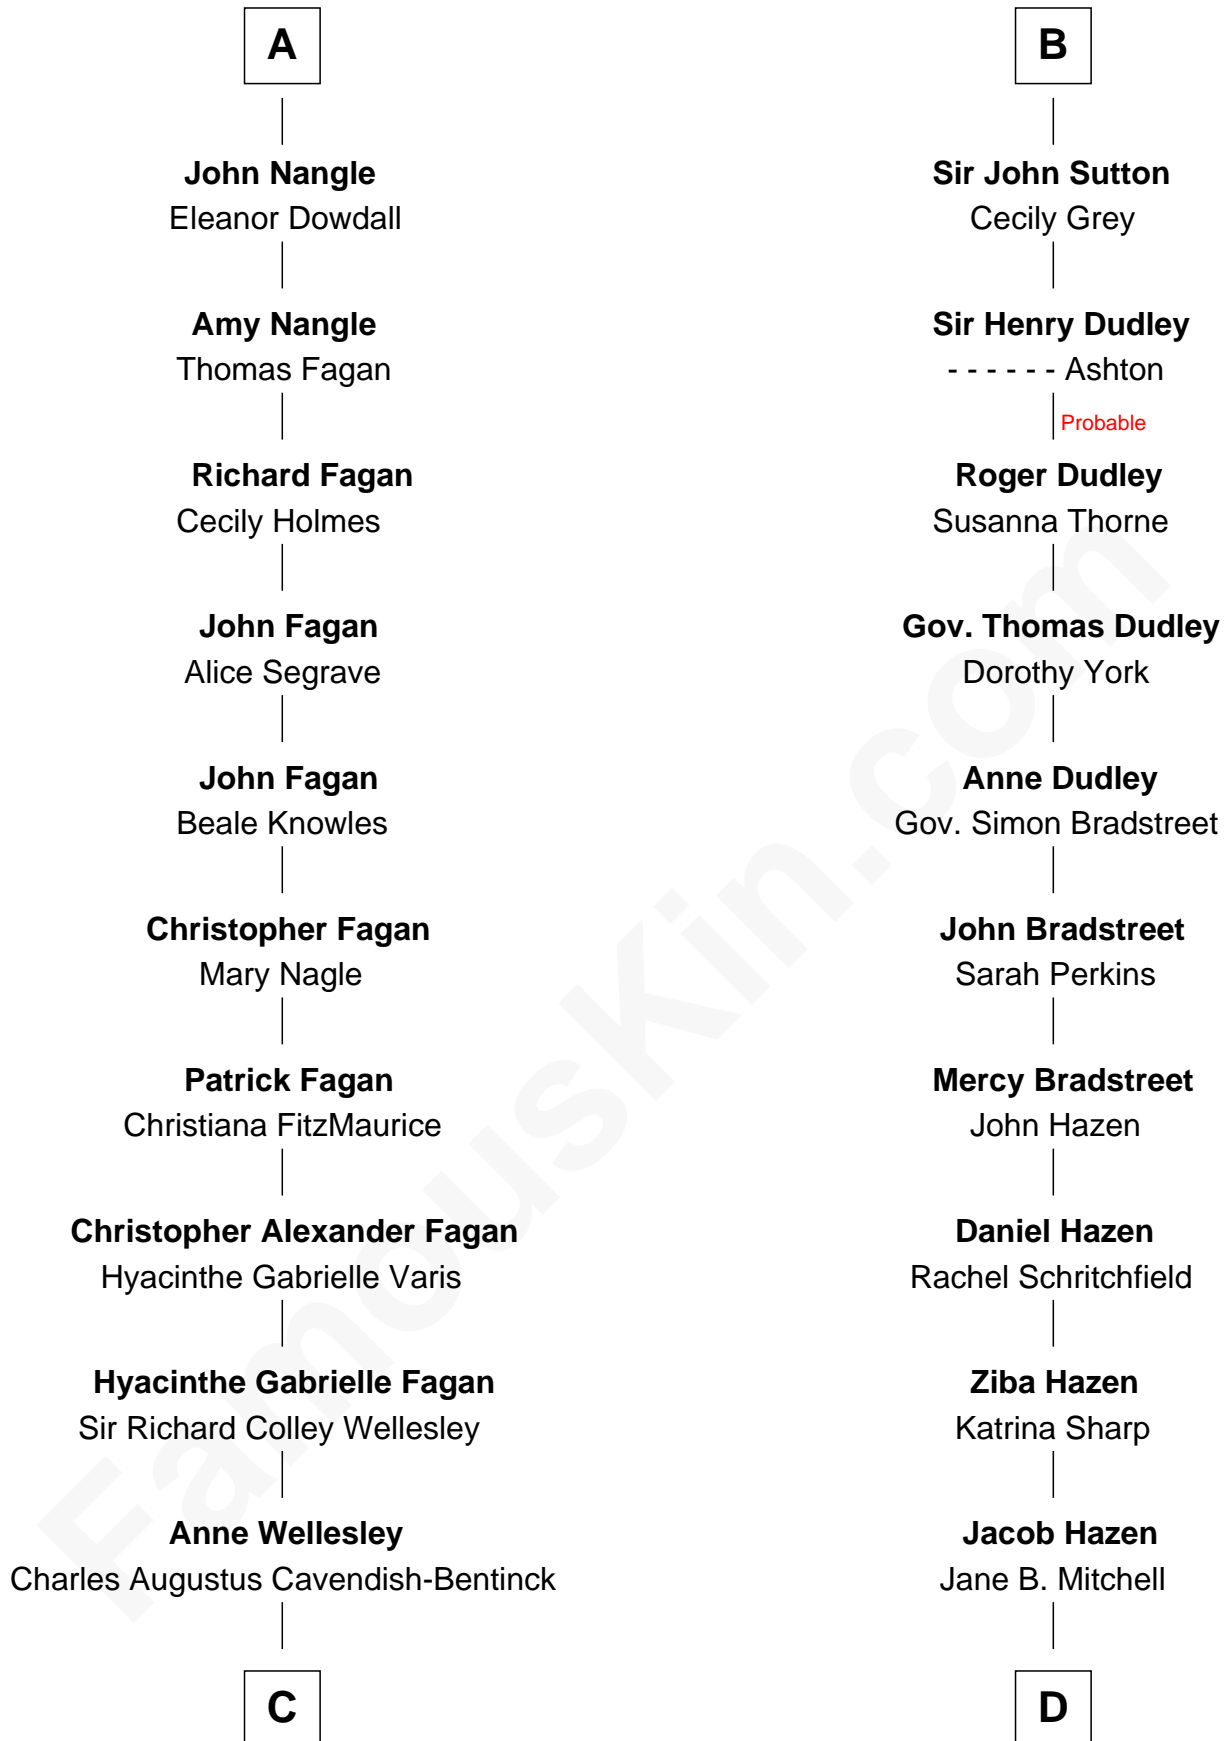 A
John Nangle
Eleanor Dowdall
Amy Nangle
Thomas Fagan
Richard Fagan
Cecily Holmes
John Fagan
Alice Segrave
John Fagan
Beale Knowles
Christopher Fagan
Mary Nagle
Patrick Fagan
Christiana FitzMaurice
Christopher Alexander Fagan
Hyacinthe Gabrielle Varis
Hyacinthe Gabrielle Fagan
Sir Richard Colley Wellesley
Anne Wellesley
Charles Augustus Cavendish-Bentinck
C
B
Sir John Sutton
Cecily Grey
Sir Henry Dudley
- - - - - - Ashton
Probable
Roger Dudley
Susanna Thorne
Gov. Thomas Dudley
Dorothy York
Anne Dudley
Gov. Simon Bradstreet
John Bradstreet
Sarah Perkins
Mercy Bradstreet
John Hazen
Daniel Hazen
Rachel Schritchfield
Ziba Hazen
Katrina Sharp
Jacob Hazen
Jane B. Mitchell
D
FamousKin.com